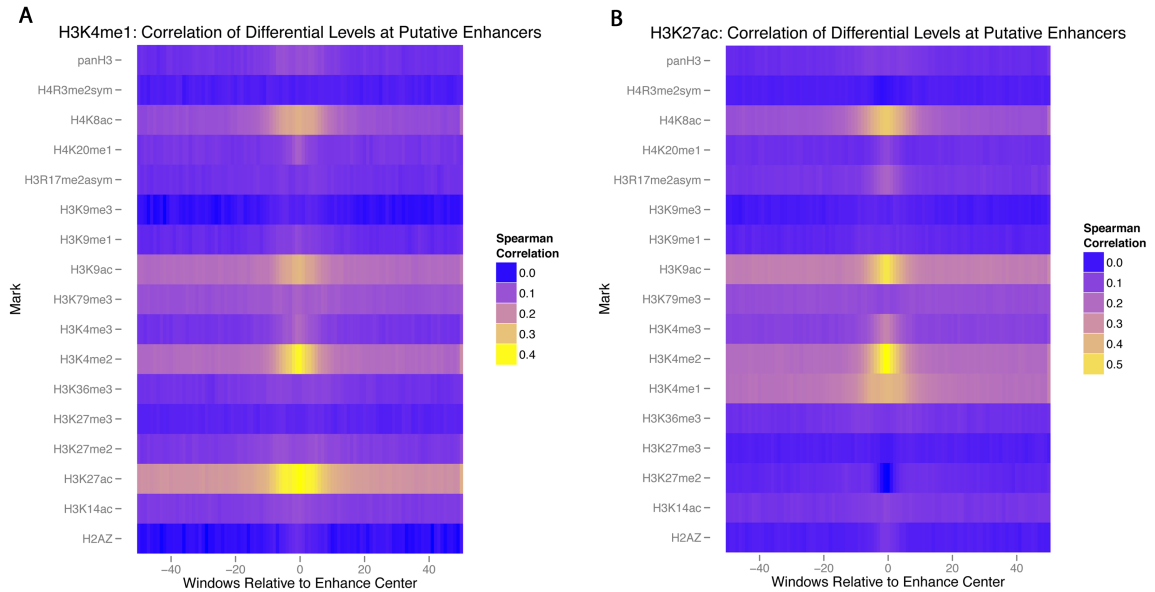 A
H3K4me1: Correlation of Differential Levels at Putative Enhancers
Mark
panH3
H4R3me2sym
H4K8ac
H4K20me1
H3R17me2asym
H3K9me3
H3K9me1
H3K9ac
H3K79me3
H3K4me3
H3K4me2
H3K36me3
H3K27me3
H3K27me2
H3K27ac
H3K14ac
H2AZ
−40 −20 0 20 40
Windows Relative to Enhance Center
Spearman
Correlation
0.0
0.1
0.2
0.3
0.4
B
H3K27ac: Correlation of Differential Levels at Putative Enhancers
Mark
panH3
H4R3me2sym
H4K8ac
H4K20me1
H3R17me2asym
H3K9me3
H3K9me1
H3K9ac
H3K79me3
H3K4me3
H3K4me2
H3K4me1
H3K36me3
H3K27me3
H3K27me2
H3K14ac
H2AZ
−40 −20 0 20 40
Windows Relative to Enhance Center
Spearman
Correlation
0.0
0.1
0.2
0.3
0.4
0.5